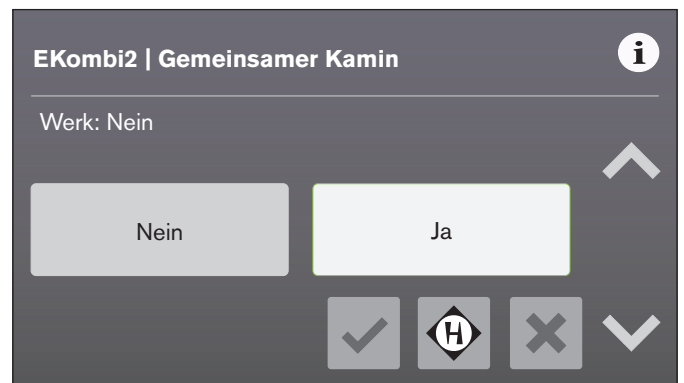 EKombi2 | Gemeinsamer Kamin
i
Werk: Nein
Nein
Ja
H